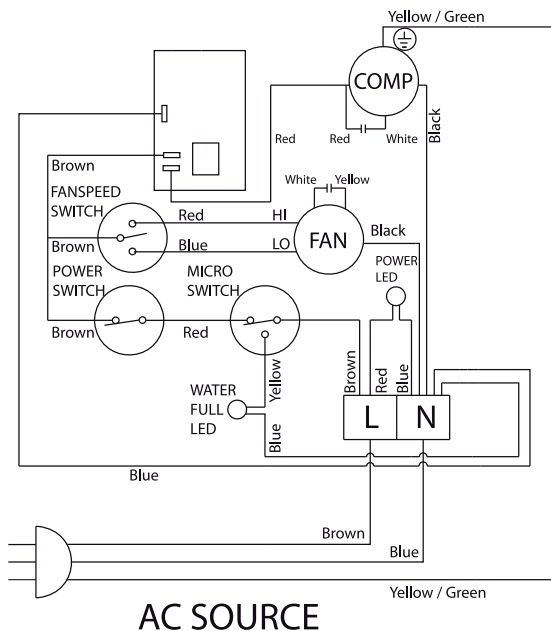 Yellow / Green
COMP
Red
Red
White
Black
Brown
FANSPEED
SWITCH
White
Yellow
Red
HI
Brown
Blue
LO
FAN
Black
POWER
SWITCH
MICRO
SWITCH
POWER
LED
Brown
Red
Yellow
Brown
Red
Blue
WATER
FULL
LED
Blue
L
N
Blue
Brown
Blue
Yellow / Green
AC SOURCE